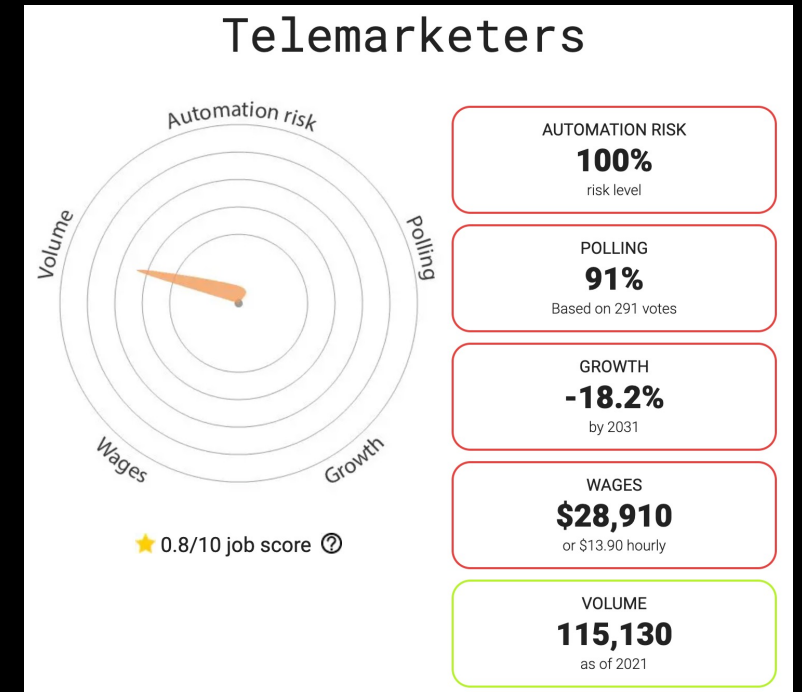 Telemarketers
Automation risk
Polling
Growth
Wages
Volume
0.8/10 job score ?
AUTOMATION RISK
100%
risk level
POLLING
91%
Based on 291 votes
GROWTH
-18.2%
by 2031
WAGES
$28,910
or $13.90 hourly
VOLUME
115,130
as of 2021